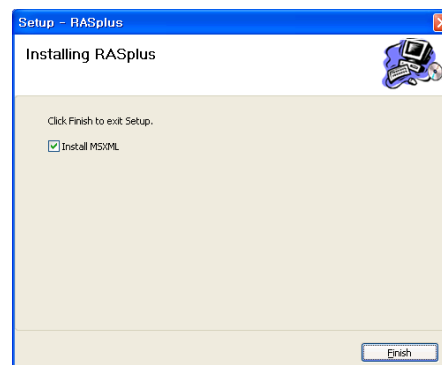 Setup - RASplus
Installing RASplus
Click Finish to exit Setup.
Install MSXML
Finish